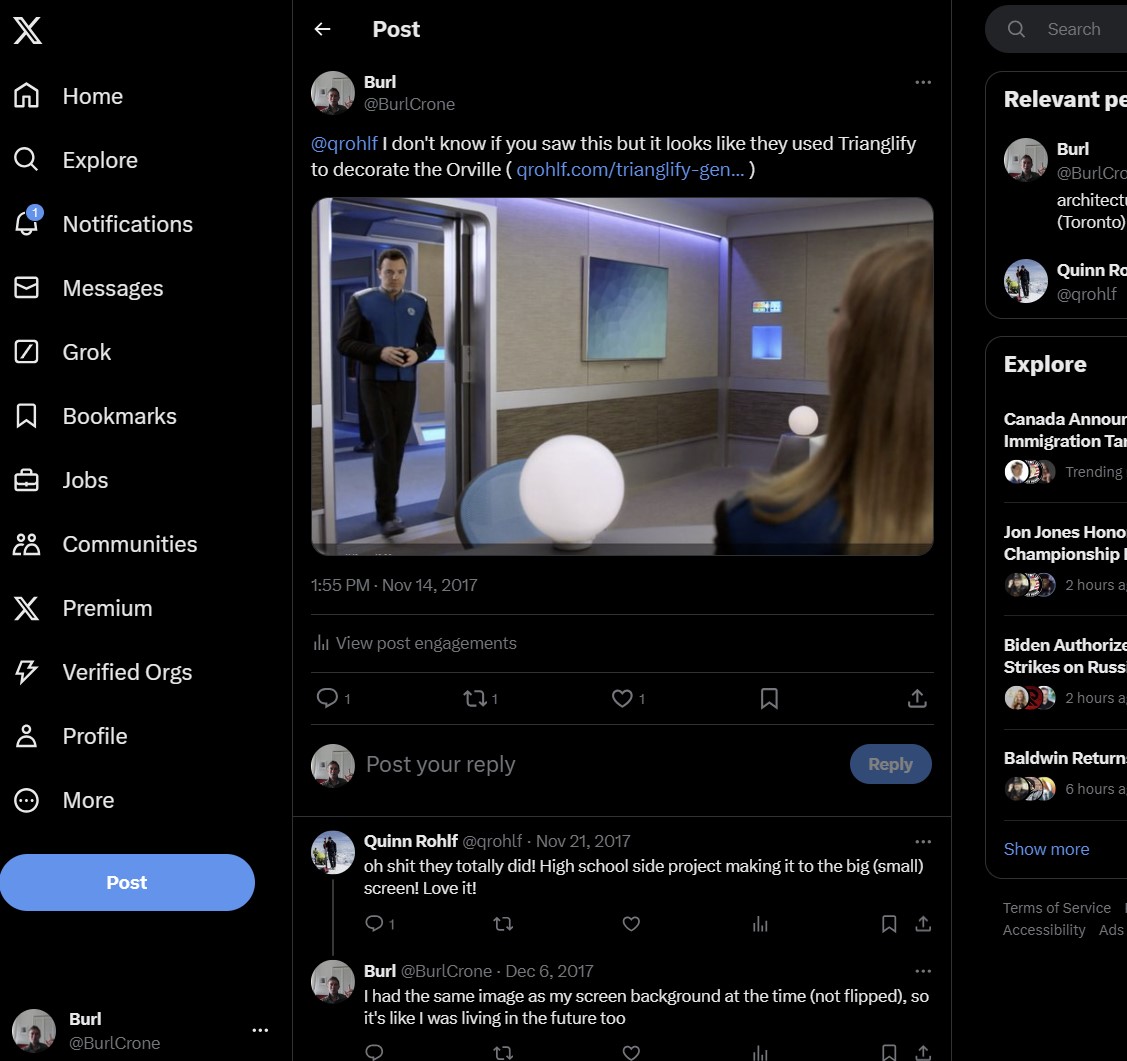 Home
Explore
1
Notifications
Messages
Grok
Bookmarks
Jobs
Communities
Premium
Verified Orgs
Profile
More
Post
Burl
@BurlCrone
Post
Burl
@BurlCrone
@qrohlf I don't know if you saw this but it looks like they used Trianglify
to decorate the Orville ( qrohlf.com/trianglify-gen... )
1:55 PM · Nov 14, 2017
View post engagements
1
1
1
Post your reply
Reply
Quinn Rohlf @qrohlf · Nov 21, 2017
oh shit they totally did! High school side project making it to the big (small)
screen! Love it!
1
Burl @BurlCrone · Dec 6, 2017
I had the same image as my screen background at the time (not flipped), so
it's like I was living in the future too
Search
Relevant pe
Burl
@BurlCro
architectu
(Toronto)
Quinn Ro
@qrohlf
Explore
Canada Announ
Immigration Tar
Trending
Jon Jones Hono
Championship
2 hours a
Biden Authorize
Strikes on Russi
2 hours a
Baldwin Return
6 hours a
Show more
Terms of Service
Accessibility Ads